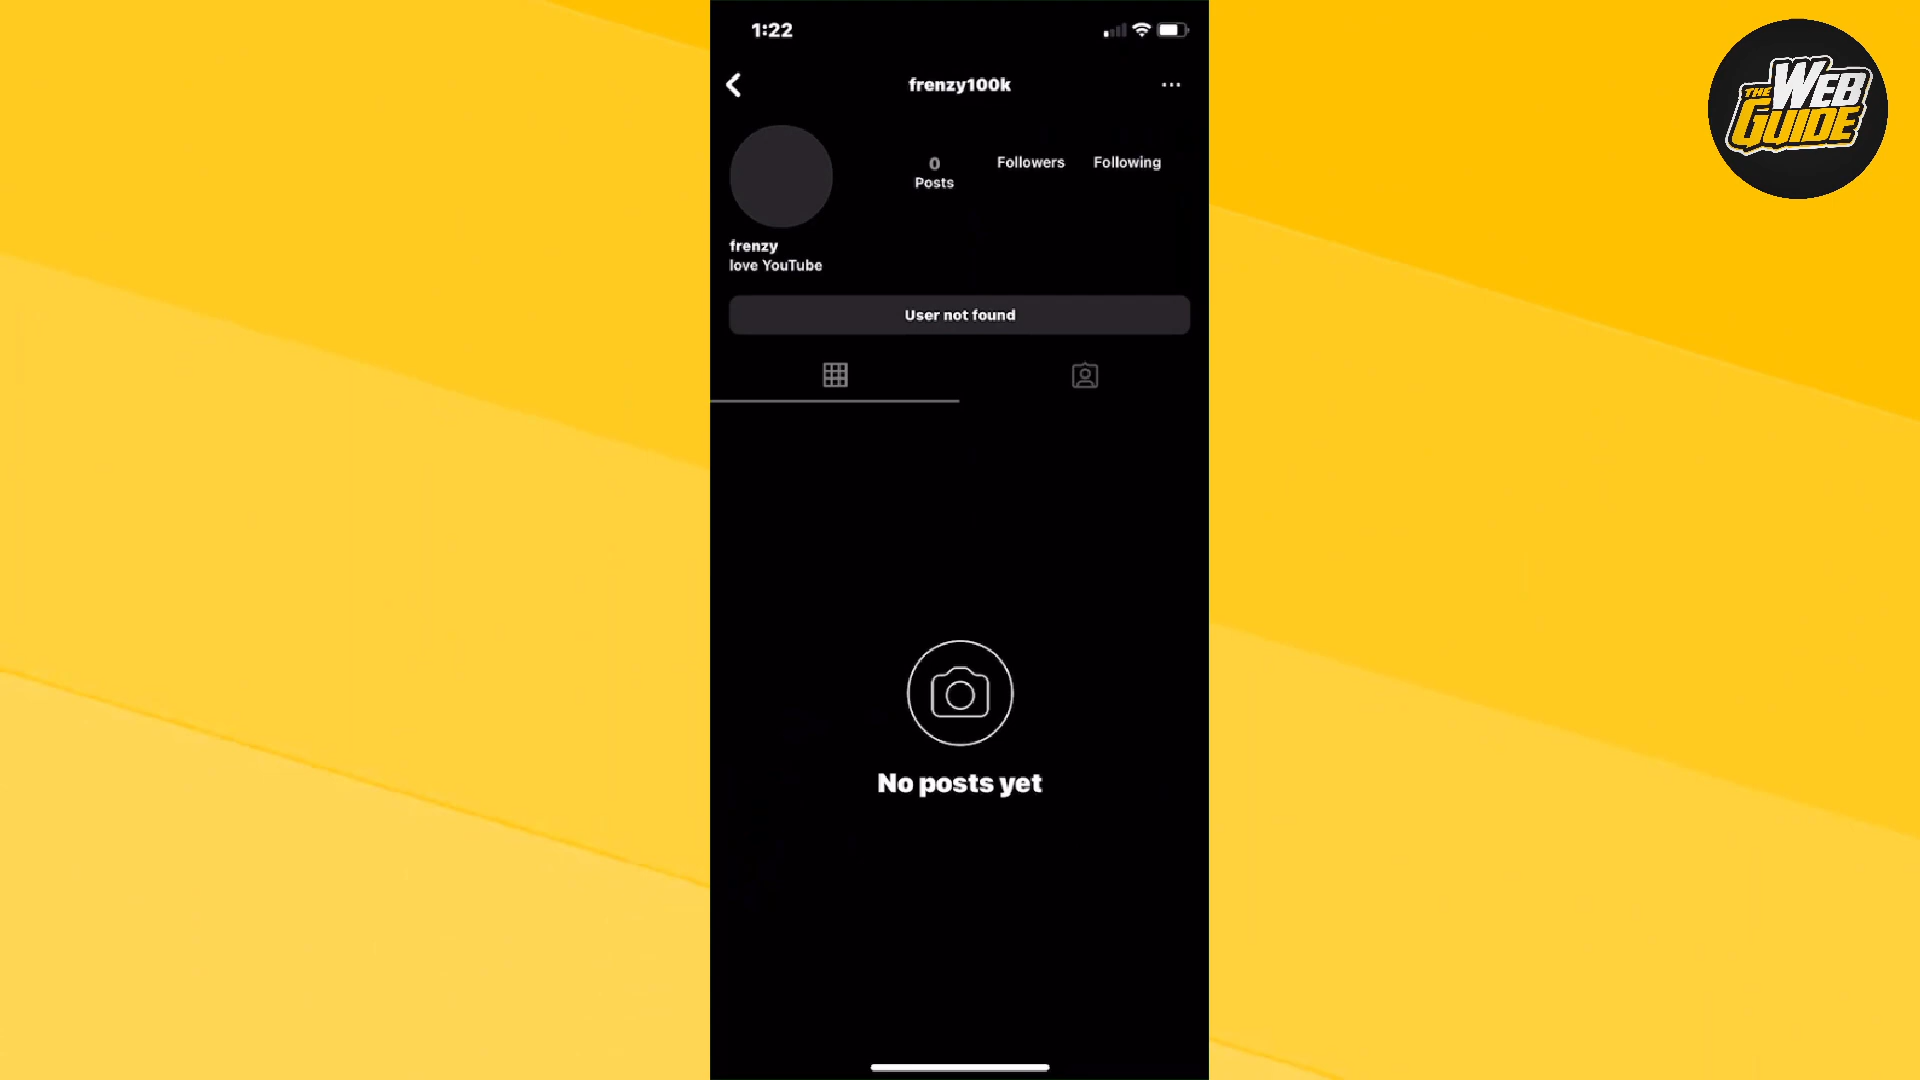 1:22
frenzy100k
0
Posts
Followers
Following
frenzy
love YouTube
User not found
No posts yet
THE WEB
GUIDE